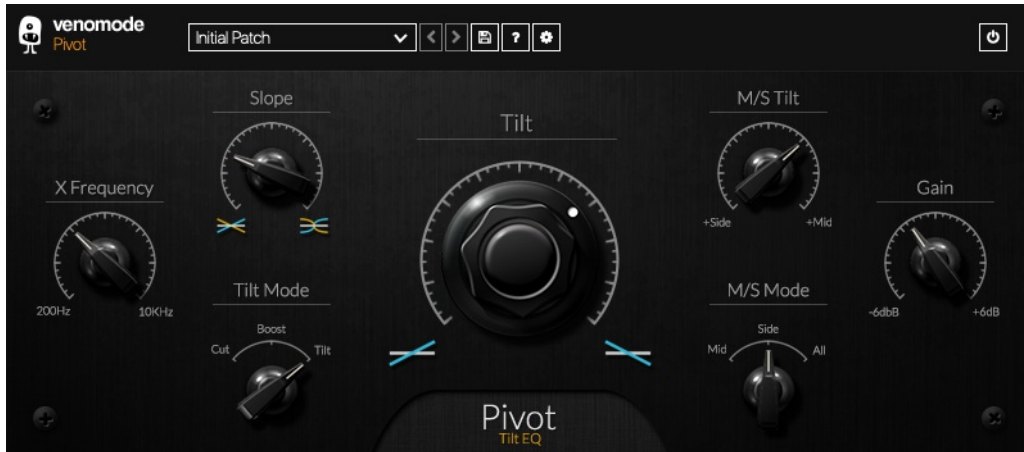 venomode
Pivot
Initial Patch
?
Slope
Tilt
M/S Tilt
X Frequency
Gain
+Side
+Mid
200Hz
10KHz
Tilt Mode
M/S Mode
-6dbB
+6dB
Boost
Side
Cut
Tilt
Mid
All
Pivot
Tilt EQ